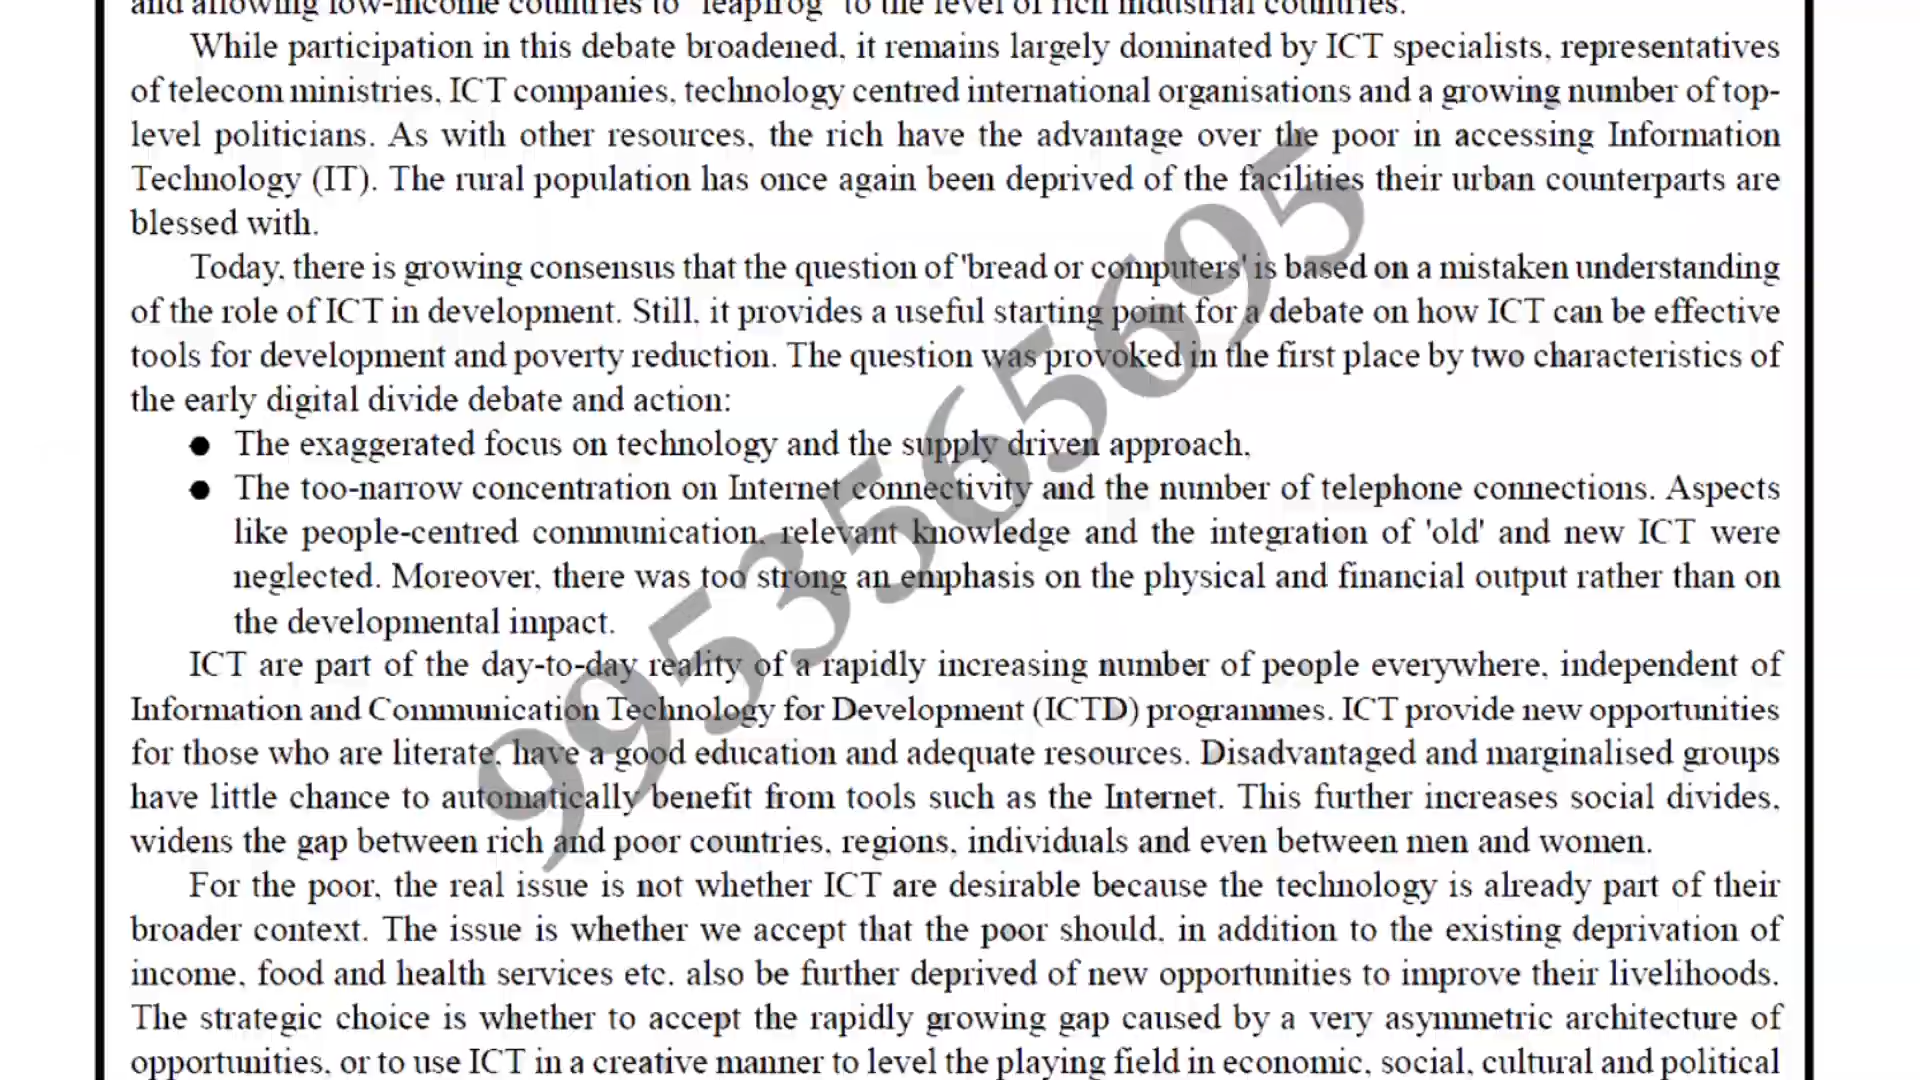 and allowing low-income countries to "leapfrog" to the level of rich industrial countries.
While participation in this debate broadened, it remains largely dominated by ICT specialists, representatives
of telecom ministries, ICT companies, technology centred international organisations and a growing number of top-
level politicians. As with other resources, the rich have the advantage over the poor in accessing Information
Technology (IT). The rural population has once again been deprived of the facilities their urban counterparts are
blessed with.
Today, there is growing consensus that the question of 'bread or computers' is based on a mistaken understanding
of the role of ICT in development. Still, it provides a useful starting point for a debate on how ICT can be effective
tools for development and poverty reduction. The question was provoked in the first place by two characteristics of
the early digital divide debate and action:
● The exaggerated focus on technology and the supply driven approach,
● The too-narrow concentration on Internet connectivity and the number of telephone connections. Aspects
like people-centred communication, relevant knowledge and the integration of 'old' and new ICT were
neglected. Moreover, there was too strong an emphasis on the physical and financial output rather than on
the developmental impact.
ICT are part of the day-to-day reality of a rapidly increasing number of people everywhere, independent of
Information and Communication Technology for Development (ICTD) programmes. ICT provide new opportunities
for those who are literate, have a good education and adequate resources. Disadvantaged and marginalised groups
have little chance to automatically benefit from tools such as the Internet. This further increases social divides,
widens the gap between rich and poor countries, regions, individuals and even between men and women.
For the poor, the real issue is not whether ICT are desirable because the technology is already part of their
broader context. The issue is whether we accept that the poor should, in addition to the existing deprivation of
income, food and health services etc. also be further deprived of new opportunities to improve their livelihoods.
The strategic choice is whether to accept the rapidly growing gap caused by a very asymmetric architecture of
opportunities, or to use ICT in a creative manner to level the playing field in economic, social, cultural and political
9953565695